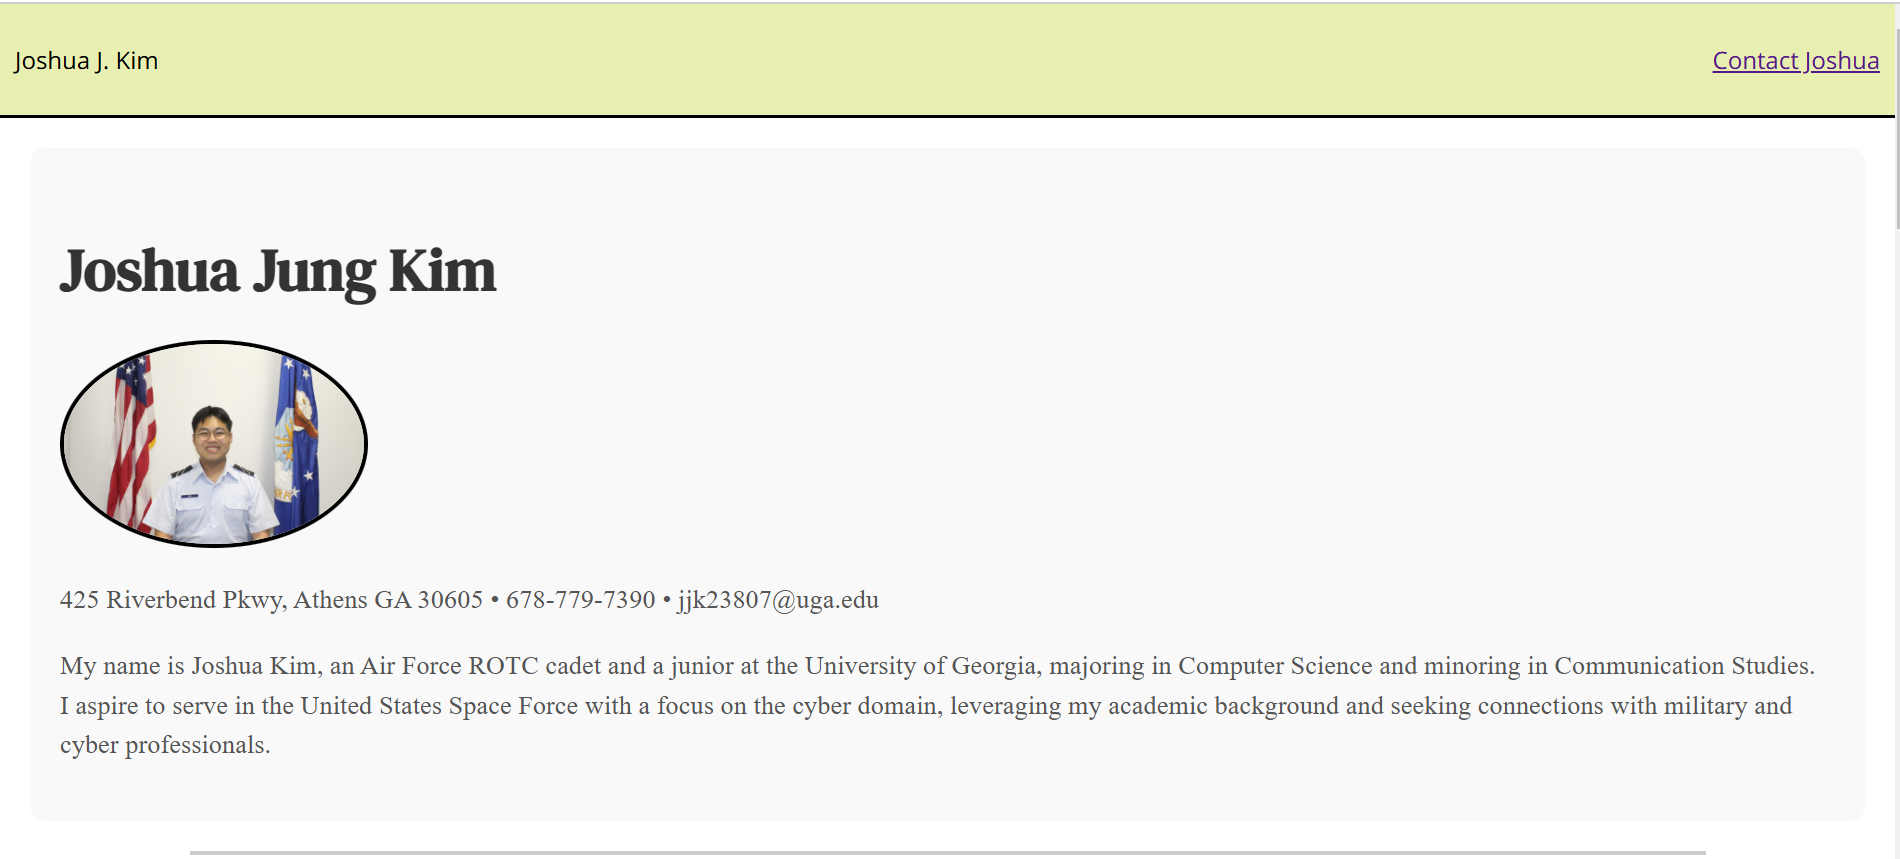 Joshua J. Kim
Contact Joshua
Joshua Jung Kim
425 Riverbend Pkwy, Athens GA 30605 • 678-779-7390 • jjk23807@uga.edu
My name is Joshua Kim, an Air Force ROTC cadet and a junior at the University of Georgia, majoring in Computer Science and minoring in Communication Studies.
I aspire to serve in the United States Space Force with a focus on the cyber domain, leveraging my academic background and seeking connections with military and
cyber professionals.